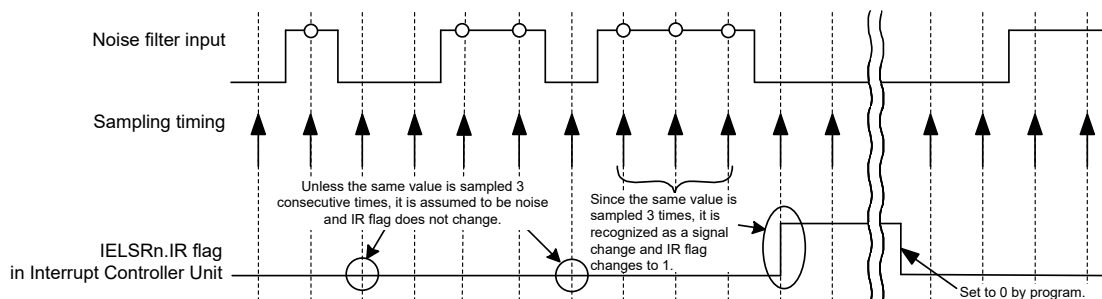 Noise filter input
Sampling timing
Unless the same value is sampled 3
consecutive times, it is assumed to be noise
and IR flag does not change.
Since the same value is
sampled 3 times, it is
recognized as a signal
change and IR flag
changes to 1.
IELSRn.IR flag
in Interrupt Controller Unit
Set to 0 by program.